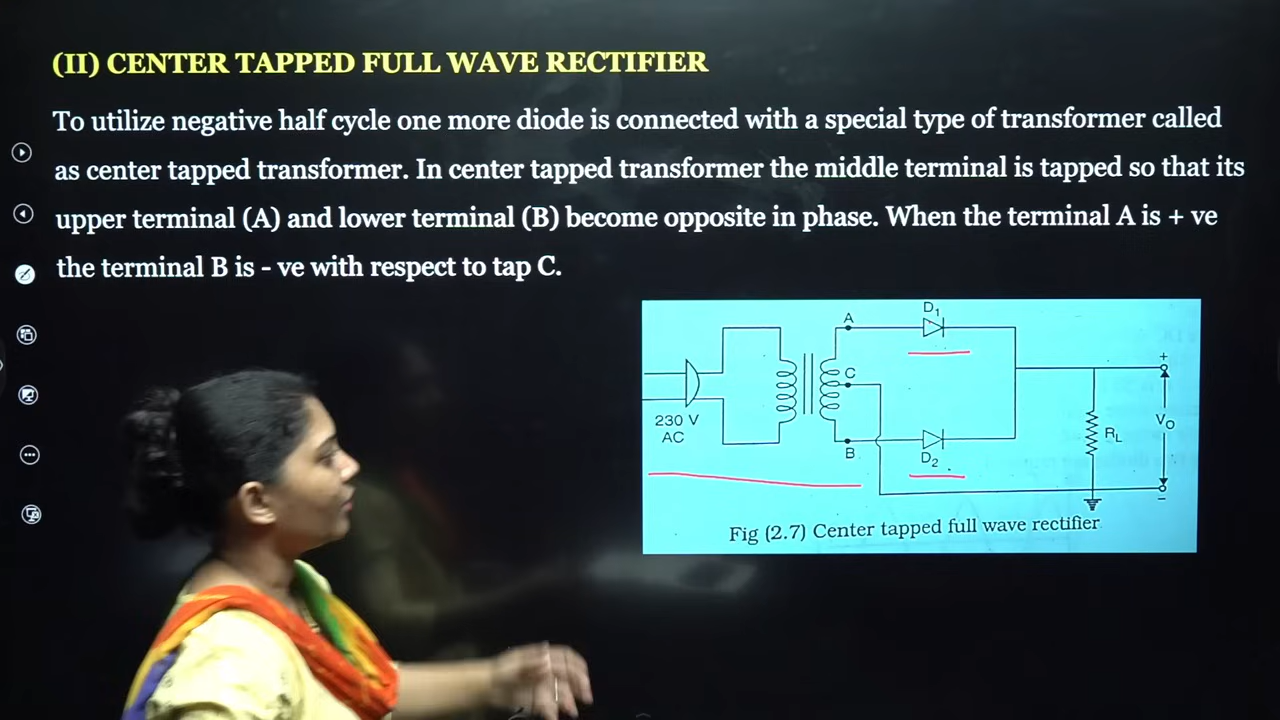 (II) CENTER TAPPED FULL WAVE RECTIFIER
To utilize negative half cycle one more diode is connected with a special type of transformer called
as center tapped transformer. In center tapped transformer the middle terminal is tapped so that its
upper terminal (A) and lower terminal (B) become opposite in phase. When the terminal A is + ve
the terminal B is - ve with respect to tap C.
A
D1
C
+
230 V
AC
RL
VO
B
D2
–
Fig (2.7) Center tapped full wave rectifier